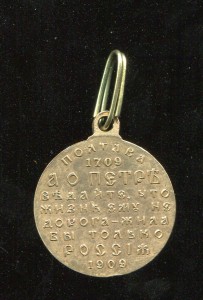 ПОЛТАВА
1709
А О ПЕТРѢ
ВѢДАЙТЕ, ЧТО
ЖИЗНЬ ЕМУ НЕ
ДОРОГА - ЖИЛА
БЫ ТОЛЬКО
РОССІЯ
1909